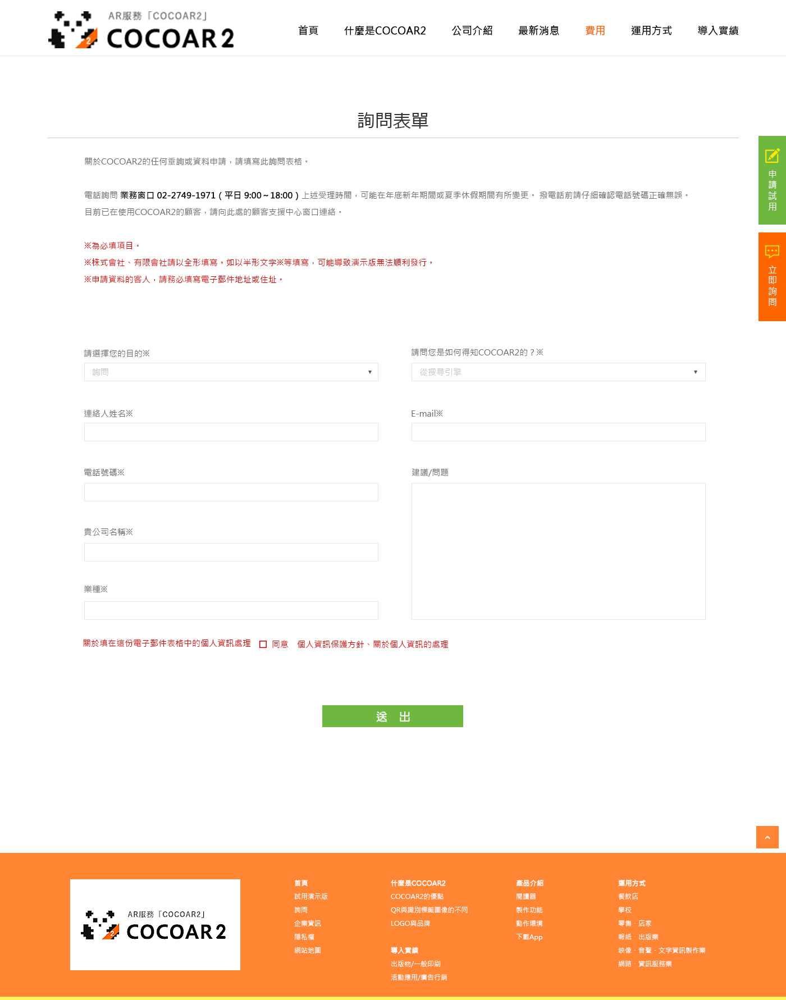 AR服務「COCOAR2」
COCOAR2
首頁 什麼是COCOAR2 公司介紹 最新消息 費用 運用方式 導入實績
詢問表單
關於COCOAR2的任何垂詢或資料申請，請填寫此詢問表格。
電話詢問 業務窗口 02-2749-1971（平日 9:00～18:00）上述受理時間，可能在年底新年期間或夏季休假期間有所變更。 撥電話前請仔細確認電話號碼正確無誤。
目前已在使用COCOAR2的顧客，請向此處的顧客支援中心窗口連絡。
※為必填項目。
※株式會社、有限會社請以全形填寫。如以半形文字※等填寫，可能導致演示版無法順利發行。
※申請資料的客人，請務必填寫電子郵件地址或住址。
申請試用
立即詢問
請選擇您的目的※
詢問
請問您是如何得知COCOAR2的？※
從搜尋引擎
連絡人姓名※
E-mail※
電話號碼※
建議/問題
貴公司名稱※
業種※
關於填在這份電子郵件表格中的個人資訊處理 同意 個人資訊保護方針、關於個人資訊的處理
送 出
AR服務「COCOAR2」
COCOAR2
首頁
試用演示版
詢問
企業資訊
隱私權
網站地圖
什麼是COCOAR2
COCOAR2的優點
QR與識別標籤圖像的不同
LOGO與品牌
導入實績
出版物/一般印刷
活動應用/廣告行銷
產品介紹
閱讀器
製作功能
動作環境
下載App
運用方式
餐飲店
學校
零售．店家
報紙．出版業
映像．音聲．文字資訊製作業
網路．資訊服務業